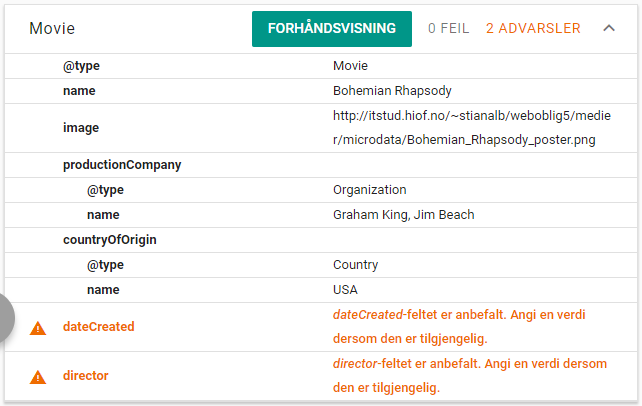 Movie FORHÅNDSVISNING 0 FEIL 2 ADVARSLER
@type Movie
name Bohemian Rhapsody
image http://itstud.hiof.no/~stianalb/weboblig5/medie
r/microdata/Bohemian_Rhapsody_poster.png
productionCompany
@type Organization
name Graham King, Jim Beach
countryOfOrigin
@type Country
name USA
dateCreated dateCreated-feltet er anbefalt. Angi en verdi
dersom den er tilgjengelig.
director director-feltet er anbefalt. Angi en verdi dersom
den er tilgjengelig.